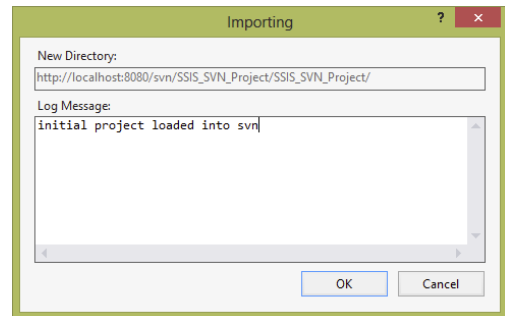 Importing
?
×
New Directory:
http://localhost:8080/svn/SSIS_SVN_Project/SSIS_SVN_Project/
Log Message:
initial project loaded into svn
OK
Cancel